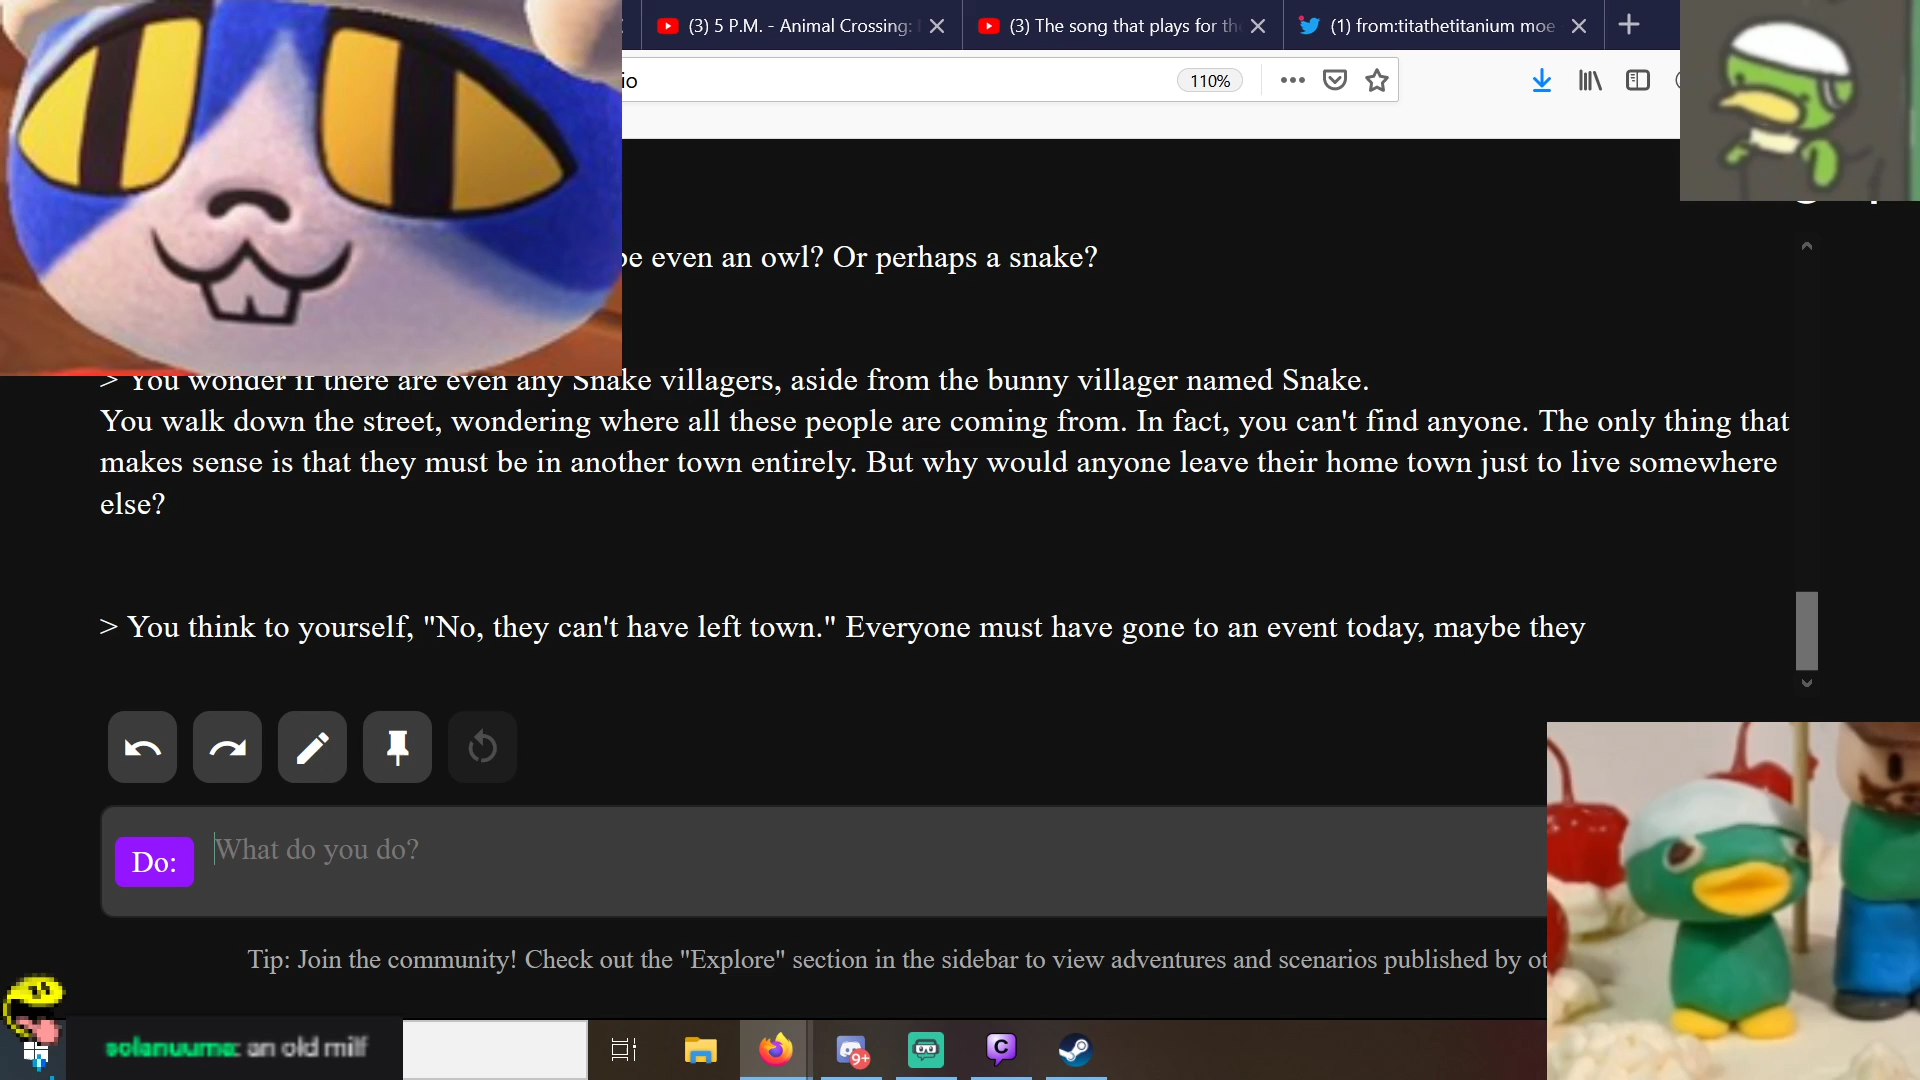 (3) 5 P.M. - Animal Crossing:
(3) The song that plays for the
(1) from:titathetitanium moe
io
110%
be even an owl? Or perhaps a snake?
> You wonder if there are even any Snake villagers, aside from the bunny villager named Snake.
You walk down the street, wondering where all these people are coming from. In fact, you can't find anyone. The only thing that
makes sense is that they must be in another town entirely. But why would anyone leave their home town just to live somewhere
else?
> You think to yourself, "No, they can't have left town." Everyone must have gone to an event today, maybe they
Do:
What do you do?
Tip: Join the community! Check out the "Explore" section in the sidebar to view adventures and scenarios published by ot
solanuuma: an old milf
9+
C